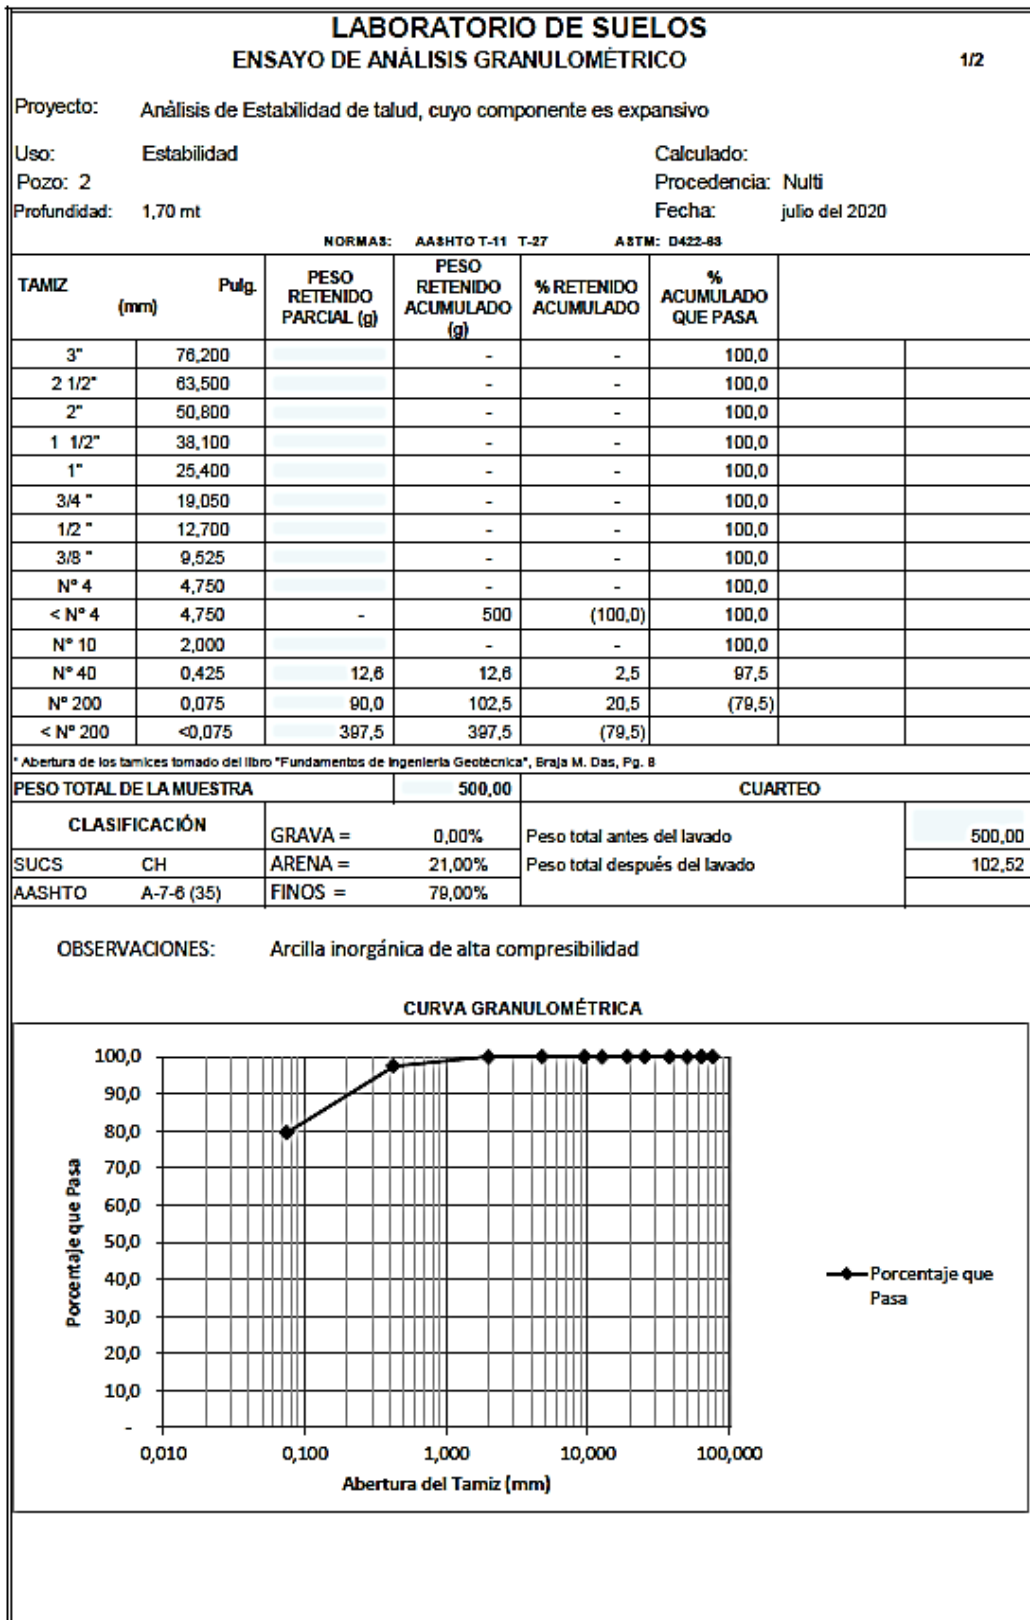 LABORATORIO DE SUELOS
ENSAYO DE ANÁLISIS GRANULOMÉTRICO 1/2
Proyecto: Anàlisis de Estabilidad de talud, cuyo componente es expansivo
Uso: Estabilidad Calculado:
Pozo: 2 Procedencia: Nulti
Profundidad: 1,70 mt Fecha: julio del 2020
NORMAS: AASHTO T-11 T-27 ASTM: D422-63
TAMIZ Pulg. (mm) PESO RETENIDO PARCIAL (g) PESO RETENIDO ACUMULADO (g) % RETENIDO ACUMULADO % ACUMULADO QUE PASA
3" 76,200 - - 100,0
2 1/2" 63,500 - - 100,0
2" 50,800 - - 100,0
1 1/2" 38,100 - - 100,0
1" 25,400 - - 100,0
3/4 " 19,050 - - 100,0
1/2 " 12,700 - - 100,0
3/8 " 9,525 - - 100,0
Nº 4 4,750 - - 100,0
< Nº 4 4,750 - 500 (100,0) 100,0
Nº 10 2,000 - - 100,0
Nº 40 0,425 12,6 12,6 2,5 97,5
Nº 200 0,075 90,0 102,5 20,5 (79,5)
< Nº 200 <0,075 397,5 397,5 (79,5)
* Abertura de los tamices tomado del libro "Fundamentos de Ingeniería Geotécnica", Braja M. Das, Pg. 8
PESO TOTAL DE LA MUESTRA 500,00 CUARTEO
CLASIFICACIÓN GRAVA = 0,00% Peso total antes del lavado 500,00
SUCS CH ARENA = 21,00% Peso total después del lavado 102,52
AASHTO A-7-6 (35) FINOS = 79,00%
OBSERVACIONES: Arcilla inorgánica de alta compresibilidad
CURVA GRANULOMÉTRICA
100,0
90,0
80,0
70,0
60,0
50,0
40,0
30,0
20,0
10,0
-
Porcentaje que Pasa
0,010 0,100 1,000 10,000 100,000
Abertura del Tamiz (mm)
Porcentaje que
Pasa